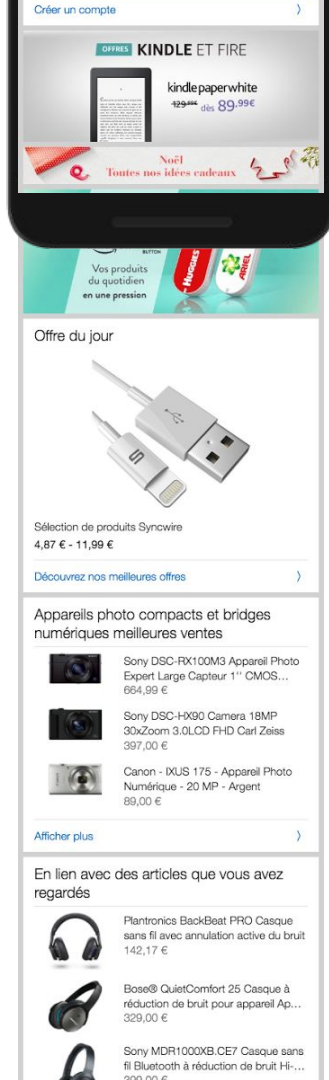 Créer un compte
OFFRES KINDLE ET FIRE
kindle paperwhite
129,99€ dès 89,99€
Noël
Toutes nos idées cadeaux
BUTTON
Vos produits
du quotidien
en une pression
HUGGIES
ARIEL
Offre du jour
Sélection de produits Syncwire
4,87 € - 11,99 €
Découvrez nos meilleures offres
Appareils photo compacts et bridges
numériques meilleures ventes
Sony DSC-RX100M3 Appareil Photo
Expert Large Capteur 1'' CMOS...
664,99 €
Sony DSC-HX90 Camera 18MP
30xZoom 3.0LCD FHD Carl Zeiss
397,00 €
Canon - IXUS 175 - Appareil Photo
Numérique - 20 MP - Argent
89,00 €
Afficher plus
En lien avec des articles que vous avez
regardés
Plantronics BackBeat PRO Casque
sans fil avec annulation active du bruit
142,17 €
Bose® QuietComfort 25 Casque à
réduction de bruit pour appareil Ap...
329,00 €
Sony MDR1000XB.CE7 Casque sans
fil Bluetooth à réduction de bruit Hi-...